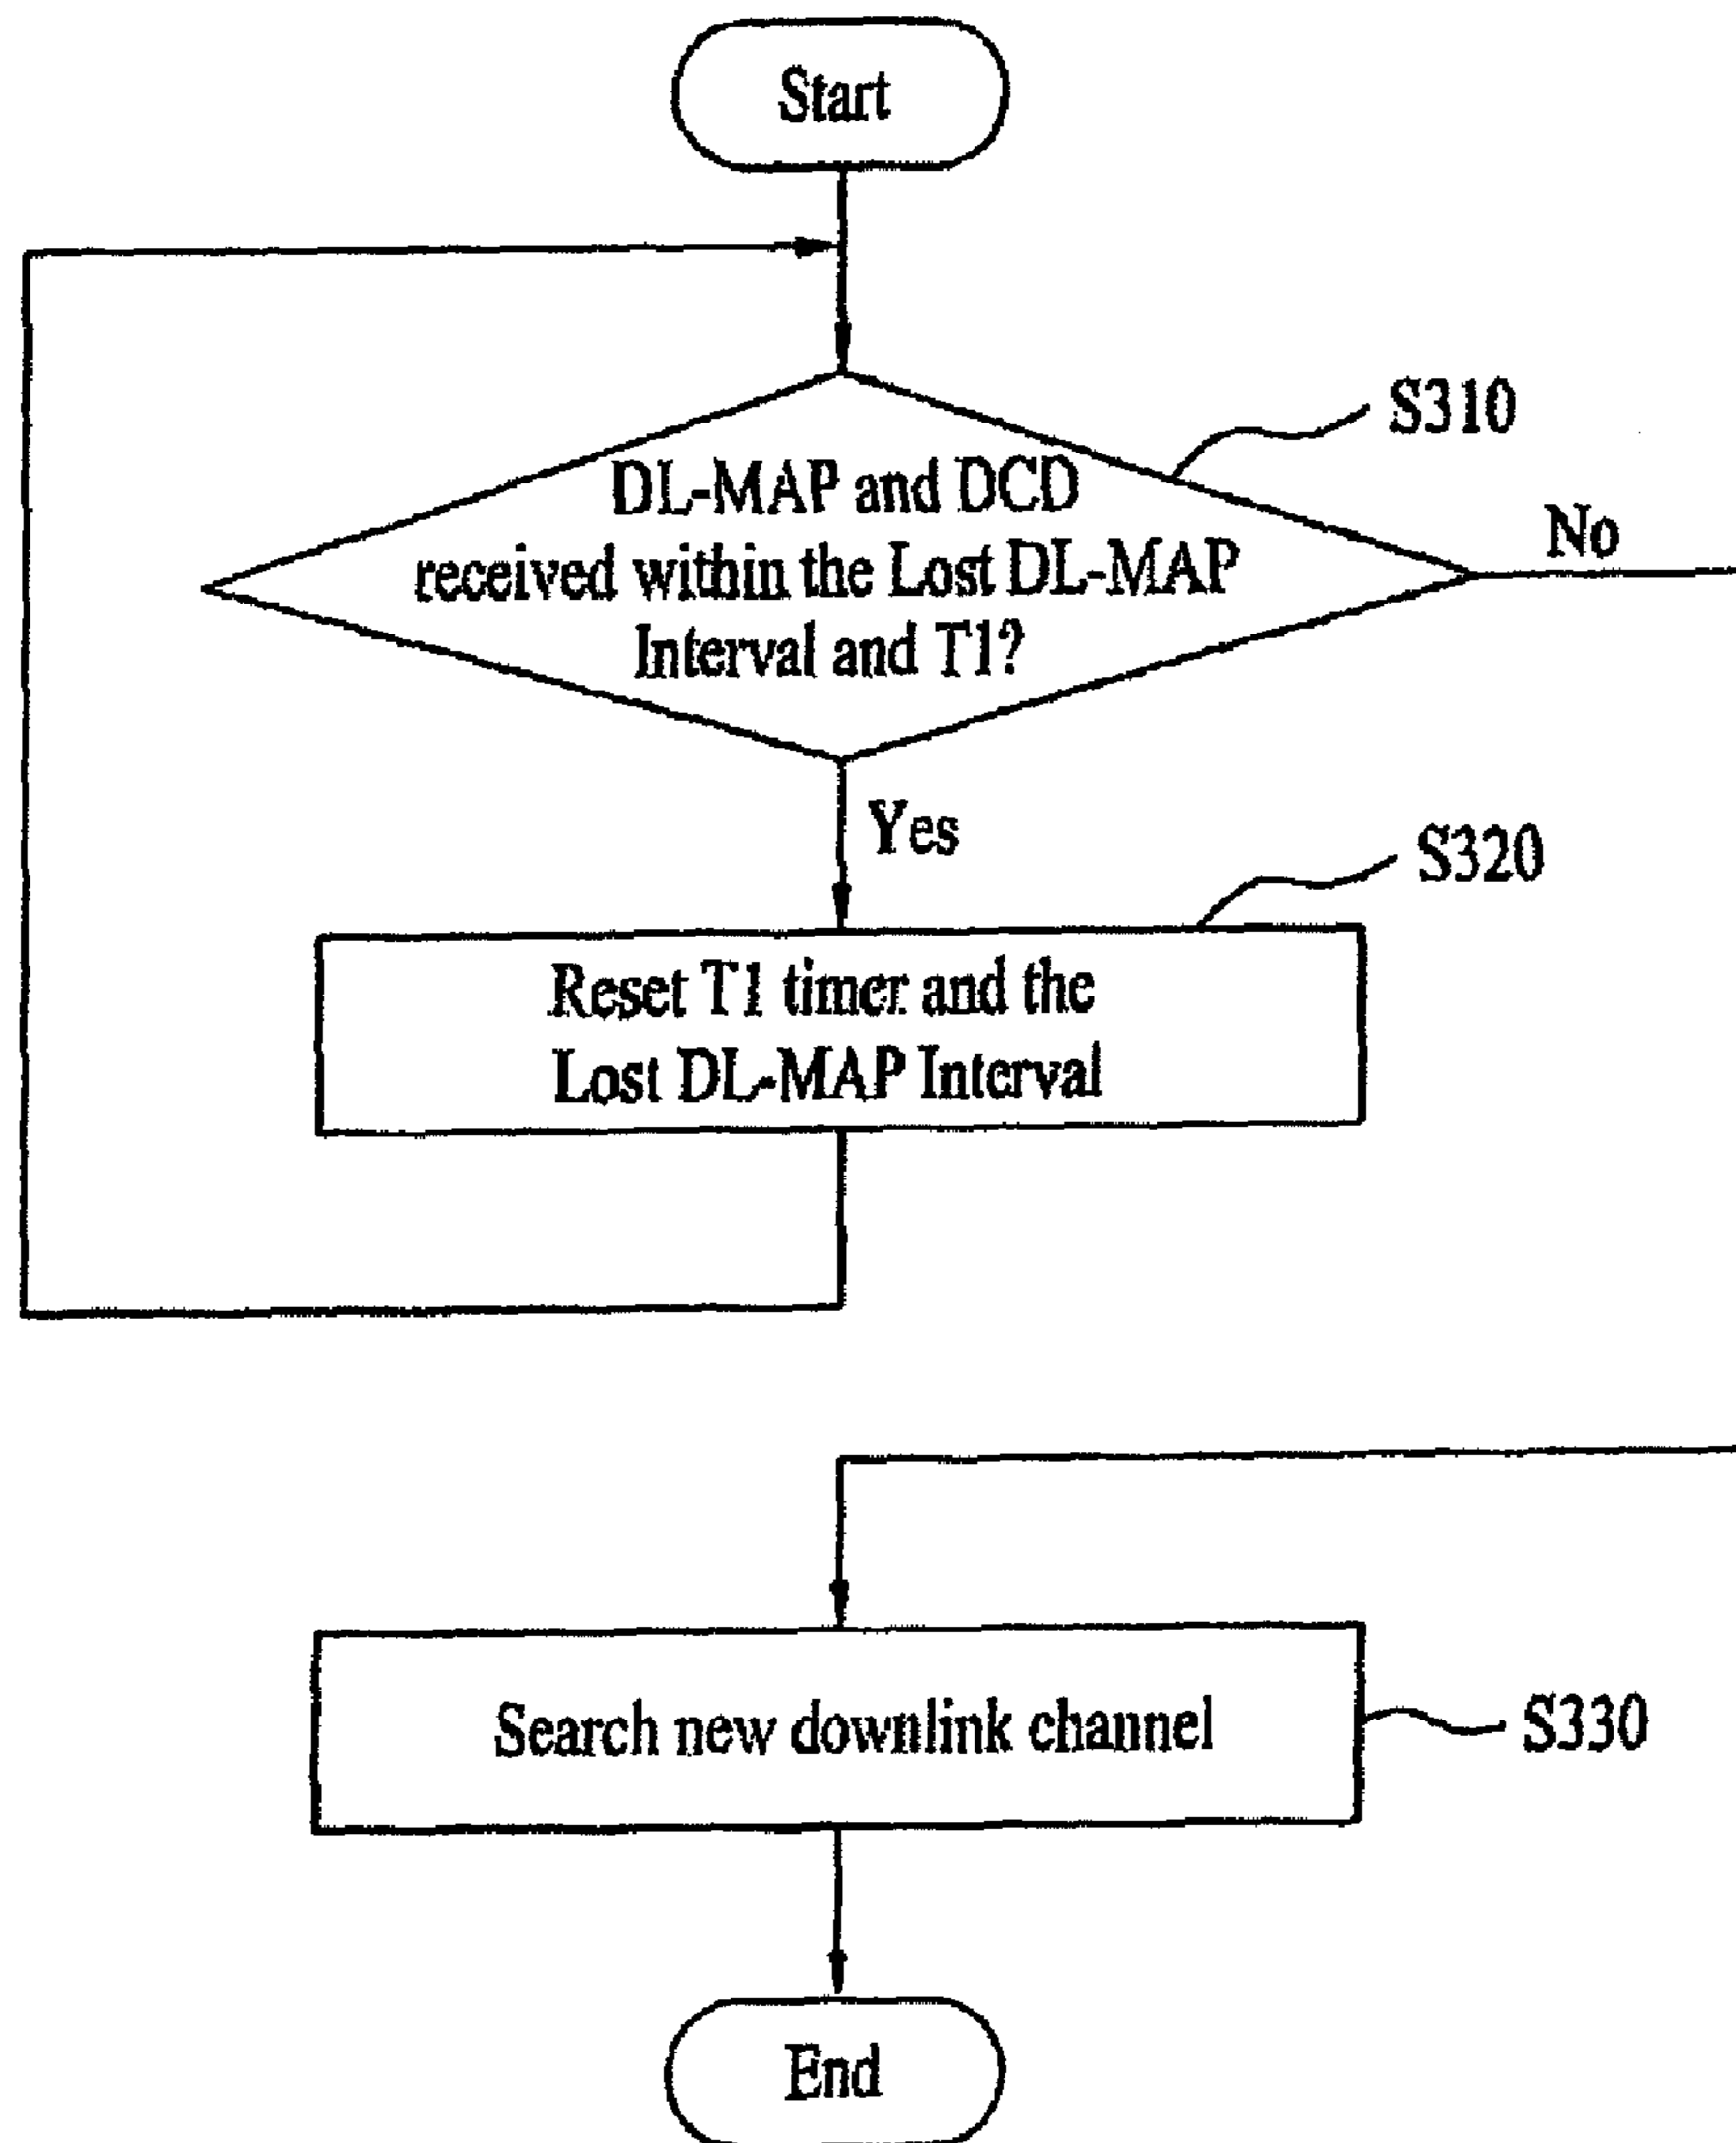 Start
S310
DL-MAP and DCD
received within the Lost DL-MAP
Interval and T1?
No
Yes
S320
Reset T1 timer and the
Lost DL-MAP Interval
Search new downlink channel
S330
End